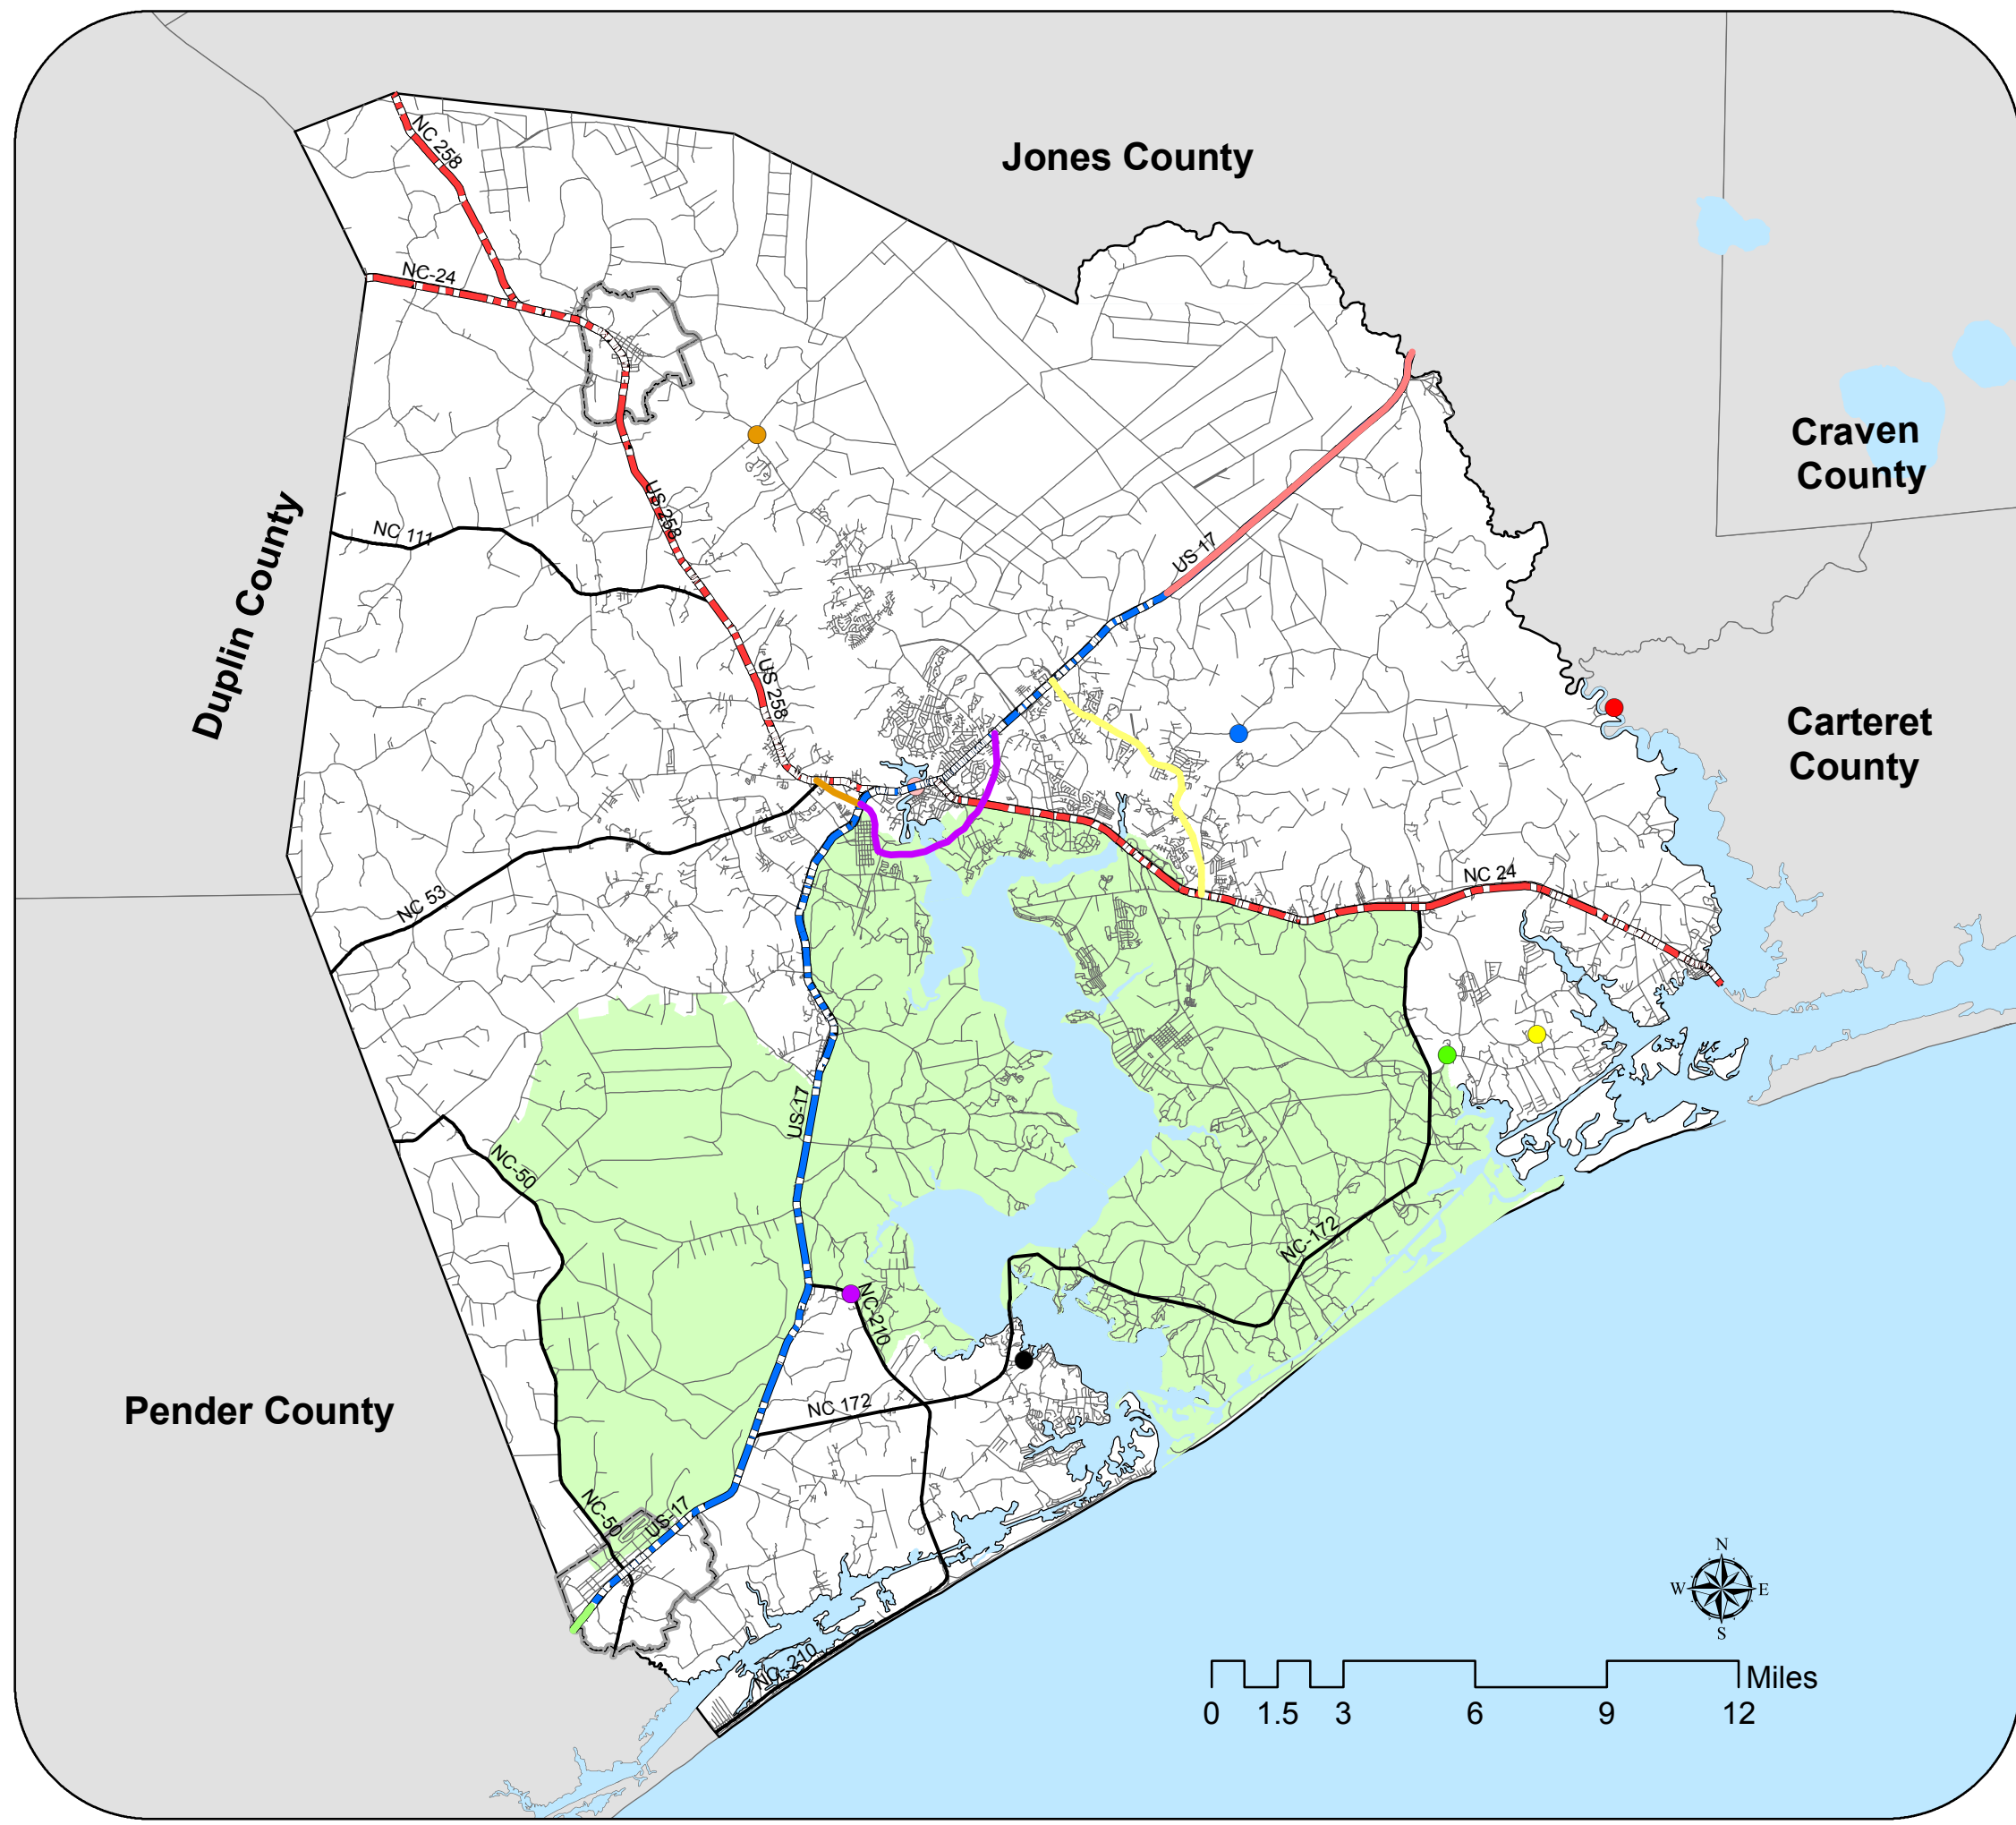 Jones County
NC 258
NC-24
Craven
County
US 258
NC 111
US 17
Duplin County
US 258
Carteret
County
NC 24
NC 53
US-17
NC-50
NC-172
NC-210
Pender County
NC 172
NC-50
US-17
N
W
E
S
NC- 210
Miles
0
1.5
3
6
9
12